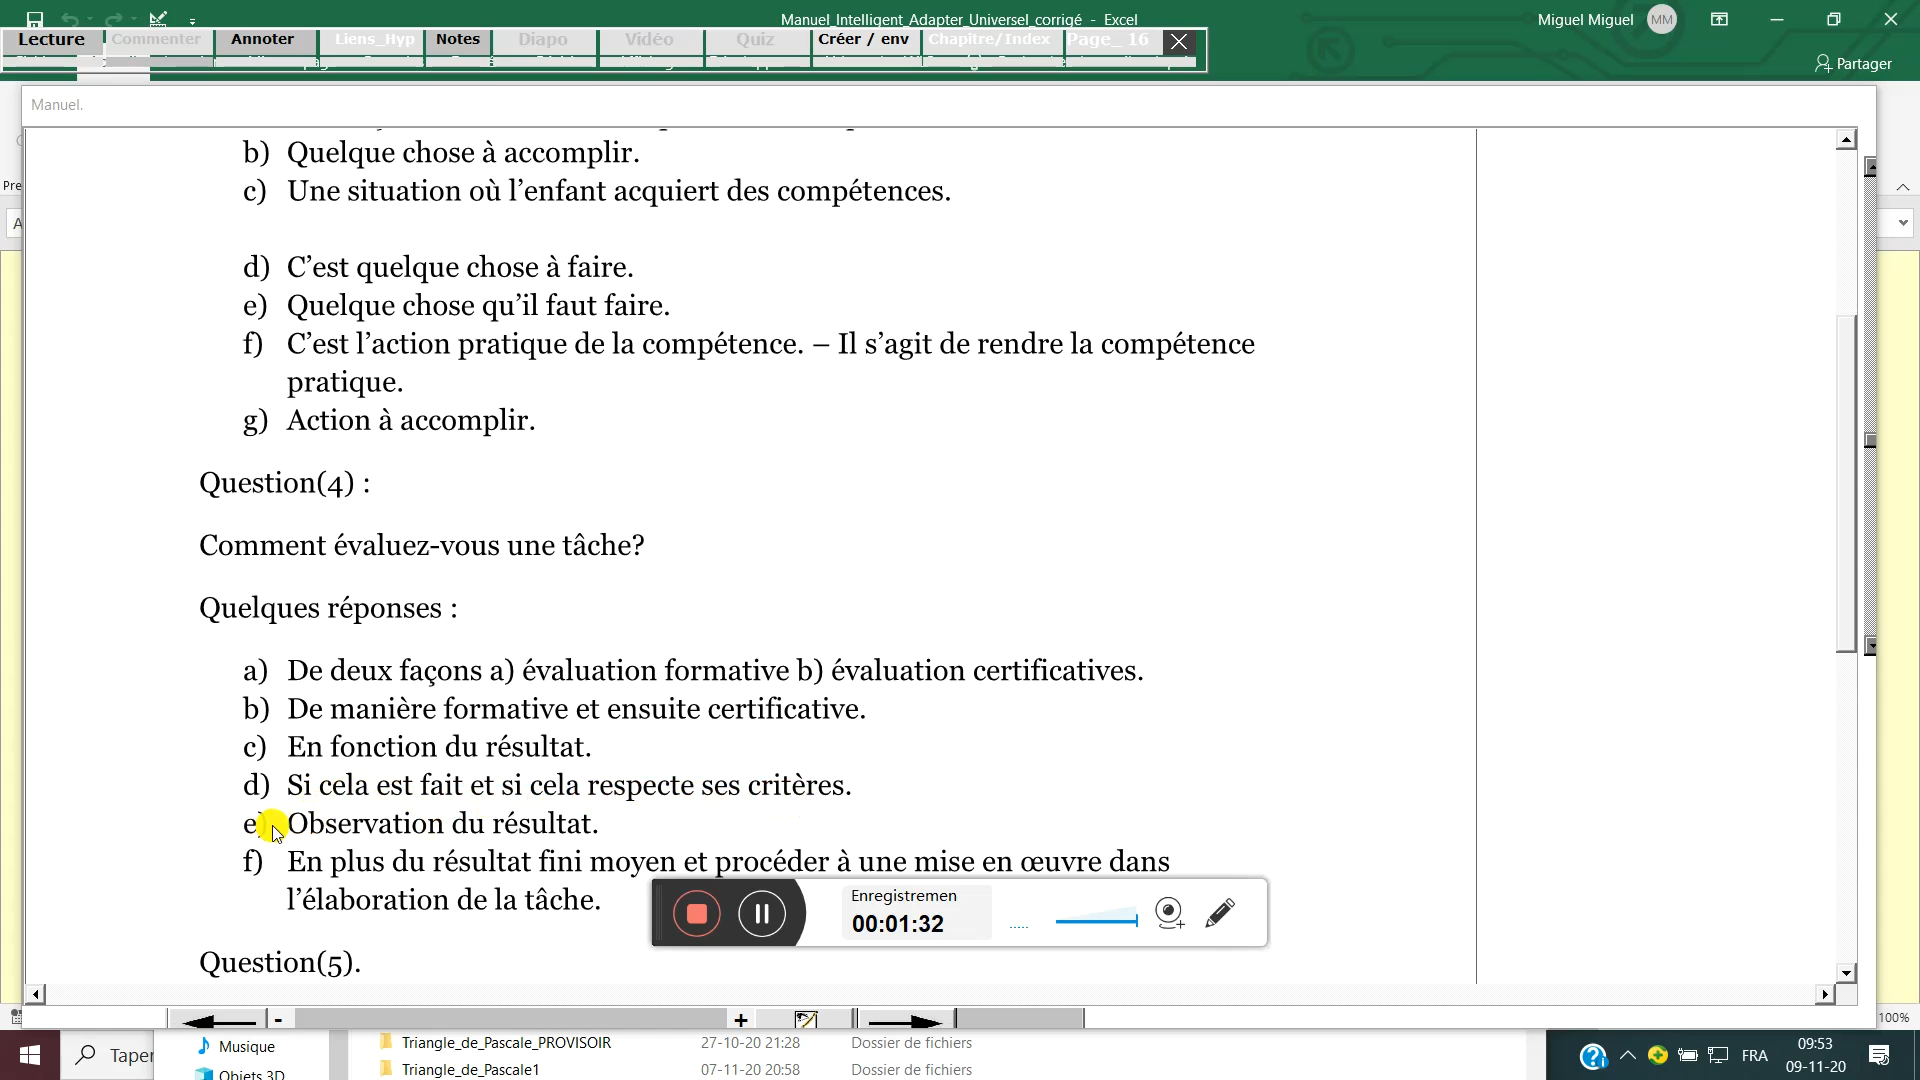 Manuel_Intelligent_Adapter_Universel_corrigé - Excel
Miguel Miguel
MM
Lecture
Commenter
Annoter
Liens_Hyp
Notes
Diapo
Vidéo
Quiz
Créer / env
Chapitre/Index
Page_ 16
Partager
Manuel.
Pre
A
b) Quelque chose à accomplir.
c) Une situation où l’enfant acquiert des compétences.
d) C’est quelque chose à faire.
e) Quelque chose qu’il faut faire.
f) C’est l’action pratique de la compétence. – Il s’agit de rendre la compétence
pratique.
g) Action à accomplir.
Question(4) :
Comment évaluez-vous une tâche?
Quelques réponses :
a) De deux façons a) évaluation formative b) évaluation certificatives.
b) De manière formative et ensuite certificative.
c) En fonction du résultat.
d) Si cela est fait et si cela respecte ses critères.
e) Observation du résultat.
f) En plus du résultat fini moyen et procéder à une mise en œuvre dans
l’élaboration de la tâche.
Enregistremen
00:01:32
Question(5).
- +
100%
Taper
Musique
Objets 3D
Triangle_de_Pascale_PROVISOIR 27-10-20 21:28 Dossier de fichiers
Triangle_de_Pascale1 07-11-20 20:58 Dossier de fichiers
FRA
09:53
09-11-20